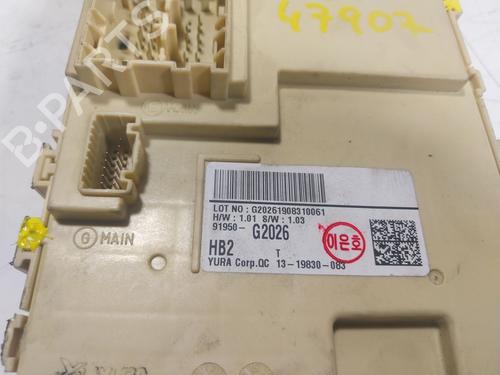 47902
B-PARTS
C MAIN
G MAIN
LOT NO : G20261908310061
H/W : 1.01 S/W : 1.03
91950- G2026
HB2 T
이은호
YURA Corp.QC 13-19830-083